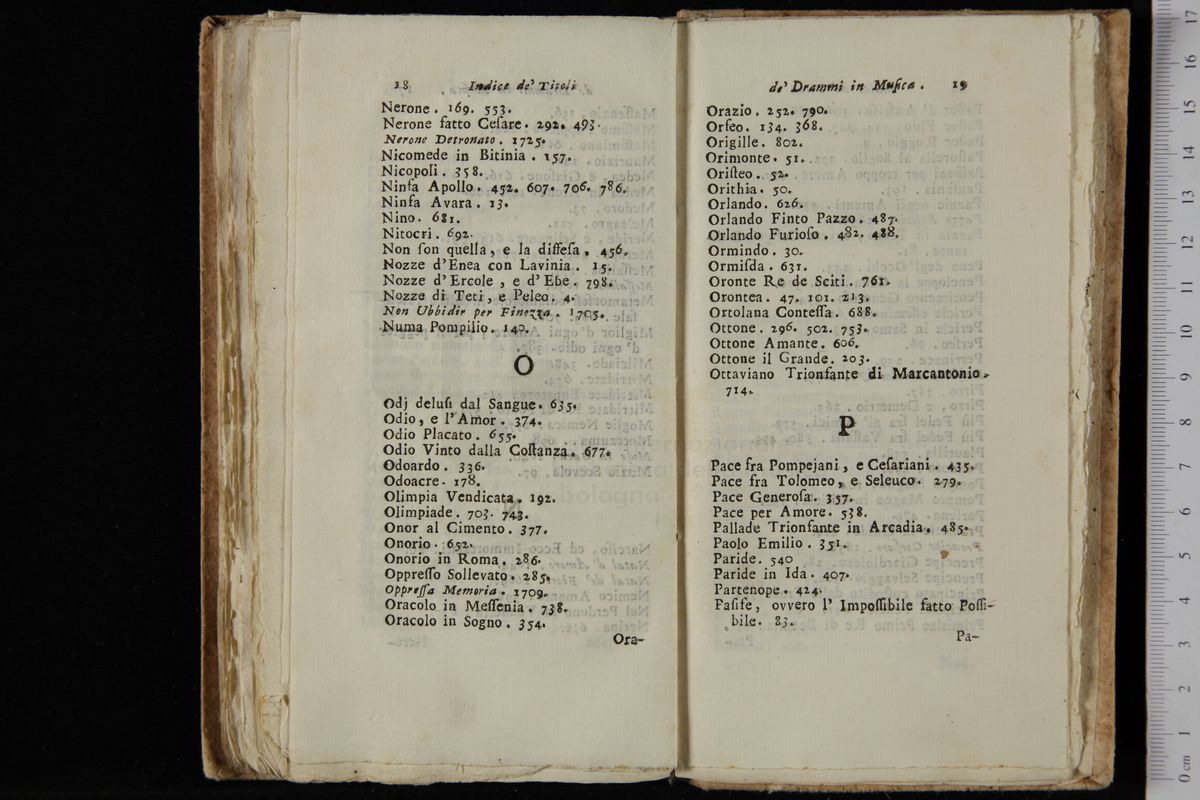 18 Indice de' Titoli
Nerone. 169. 553.
Nerone fatto Ceſare. 292. 493.
Nerone Detronato. 1725.
Nicomede in Bitinia. 157.
Nicopoli. 358.
Ninfa Apollo. 452. 607. 706. 786.
Ninfa Avara. 13.
Nino. 681.
Nitocri. 692.
Non ſon quella, e la diffeſa, 456.
Nozze d'Enea con Lavinia. 15.
Nozze d'Ercole, e d'Ebe. 798.
Nozze di Teti, e Peleo. 4.
Non Ubbidir per Finezza. 1705.
Numa Pompilio. 140.
O
Odj deluſi dal Sangue. 635.
Odio, e l'Amor. 374.
Odio Placato. 655.
Odio Vinto dalla Coſtanza. 677.
Odoardo. 336.
Odoacre. 178.
Olimpia Vendicata. 192.
Olimpiade. 703. 743.
Onor al Cimento. 377.
Onorio. 652.
Onorio in Roma. 286.
Oppreſſo Sollevato. 285.
Oppreſſa Memoria. 1709.
Oracolo in Meſſenia. 738.
Oracolo in Sogno. 354.
Ora-
de' Drammi in Muſica. 19
Orazio. 252. 790.
Orfeo. 134. 368.
Origille. 802.
Orimonte. 51.
Oriſteo. 52.
Orithia. 50.
Orlando. 626.
Orlando Finto Pazzo. 487.
Orlando Furioſo. 482. 488.
Ormindo. 30.
Ormiſda. 631.
Oronte Re de Sciti. 761.
Orontea. 47. 101. 213.
Ortolana Conteſſa. 688.
Ottone. 296. 502. 753.
Ottone Amante. 606.
Ottone il Grande. 203.
Ottaviano Trionfante di Marcantonio.
714.
P
Pace fra Pompejani, e Ceſariani. 435.
Pace fra Tolomeo, e Seleuco. 279.
Pace Generoſa. 357.
Pace per Amore. 538.
Pallade Trionfante in Arcadia. 485.
Paolo Emilio. 351.
Paride. 540
Paride in Ida. 407.
Partenope. 424.
Paſife, ovvero l' Impoſſibile fatto Poſſi-
bile. 83.
Pa-